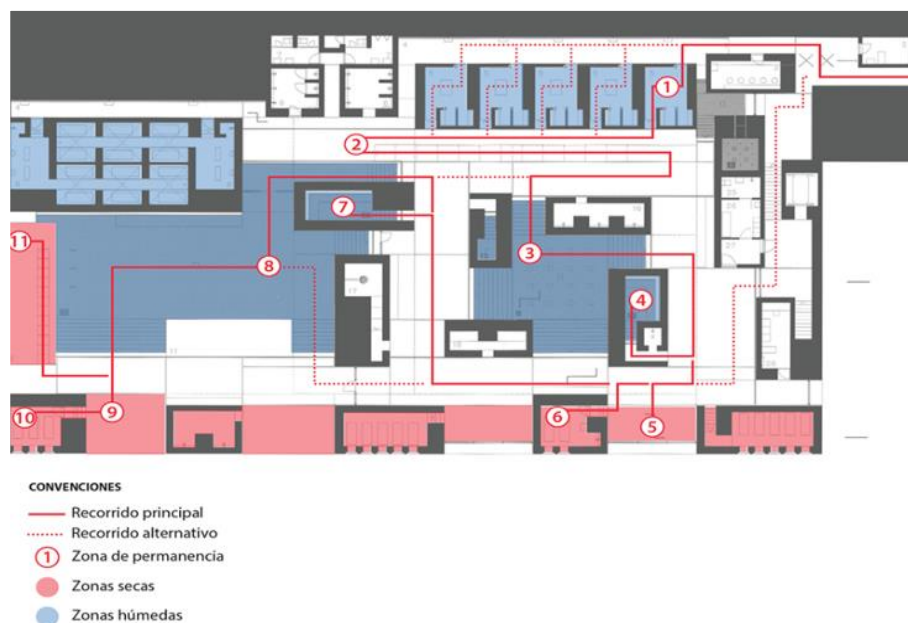 1
2
7
3
11
8
4
10
9
6
5
CONVENCIONES
Recorrido principal
Recorrido alternativo
1 Zona de permanencia
Zonas secas
Zonas húmedas